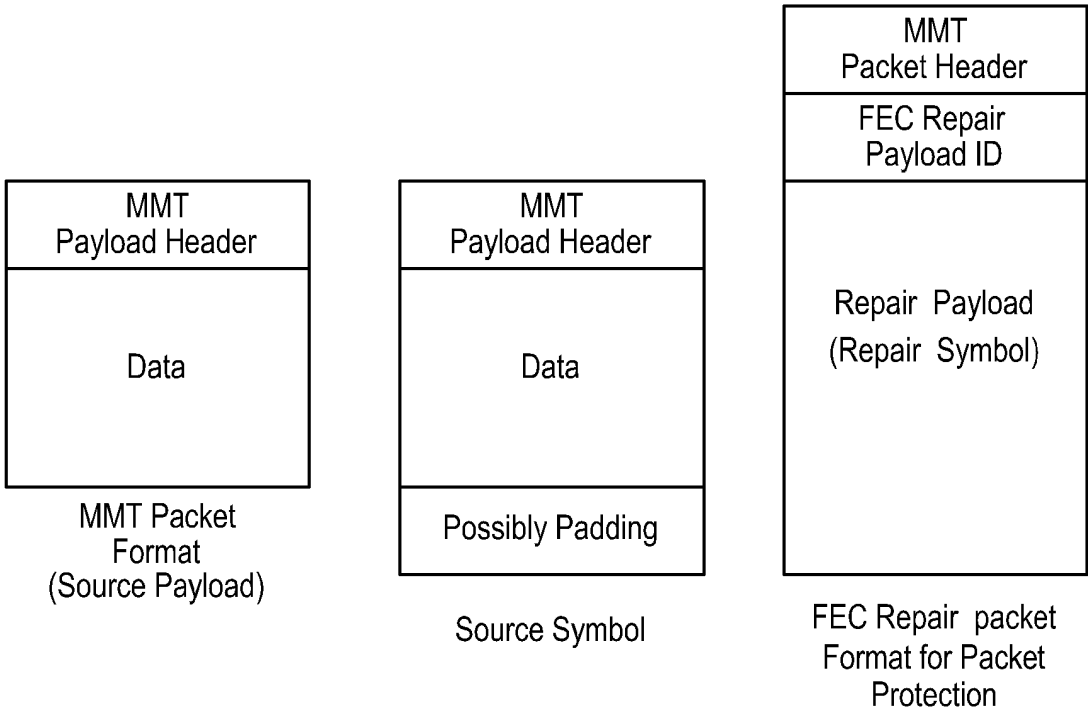 MMT
Payload Header
Data
MMT Packet
Format
(Source Payload)
MMT
Payload Header
Data
Possibly Padding
Source Symbol
MMT
Packet Header
FEC Repair
Payload ID
Repair Payload
(Repair Symbol)
FEC Repair packet
Format for Packet
Protection